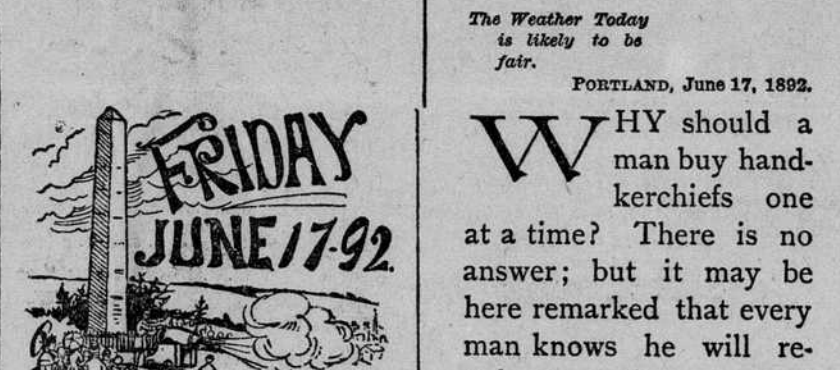 FRIDAY
JUNE 17-92.
The Weather Today
is likely to be
fair.
PORTLAND, June 17, 1892.
WHY should a
man buy hand-
kerchiefs one
at a time? There is no
answer; but it may be
here remarked that every
man knows he will re-